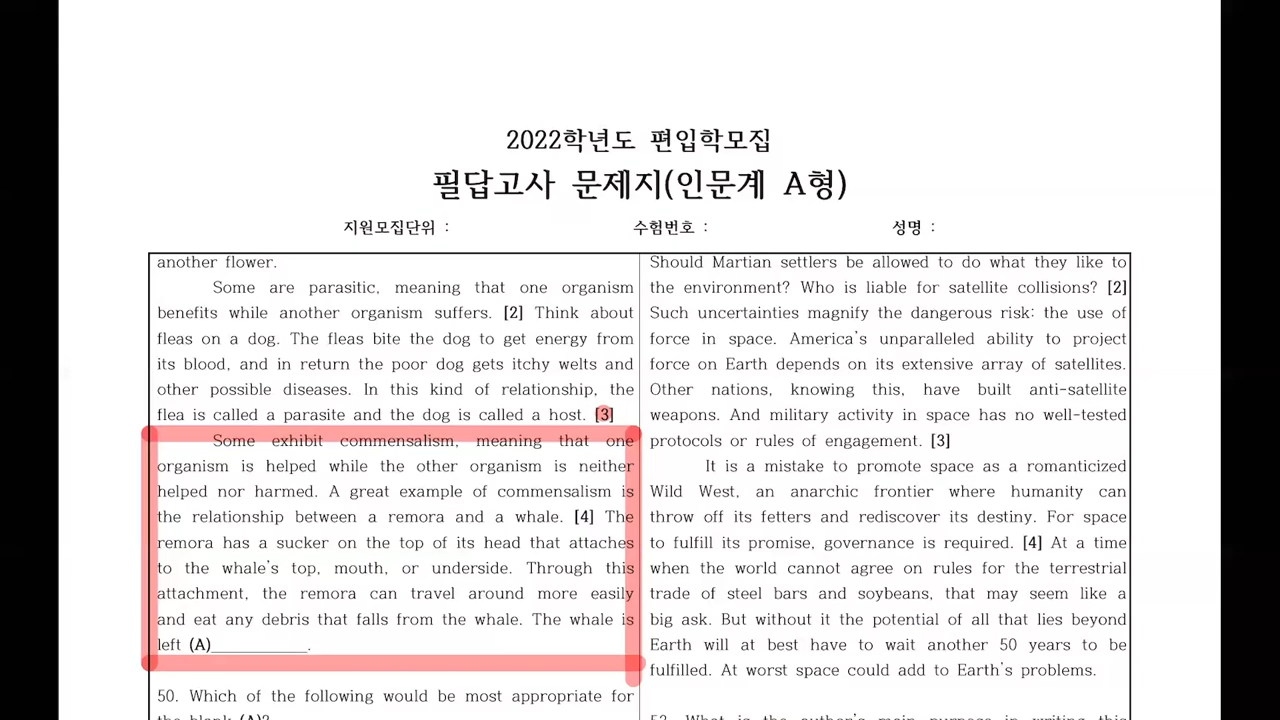 2022학년도 편입학모집
필답고사 문제지(인문계 A형)
지원모집단위 : 수험번호 : 성명 :
another flower.
Some are parasitic, meaning that one organism
benefits while another organism suffers. [2] Think about
fleas on a dog. The fleas bite the dog to get energy from
its blood, and in return the poor dog gets itchy welts and
other possible diseases. In this kind of relationship, the
flea is called a parasite and the dog is called a host. [3]
Some exhibit commensalism, meaning that one
organism is helped while the other organism is neither
helped nor harmed. A great example of commensalism is
the relationship between a remora and a whale. [4] The
remora has a sucker on the top of its head that attaches
to the whale's top, mouth, or underside. Through this
attachment, the remora can travel around more easily
and eat any debris that falls from the whale. The whale is
left (A)____________.
50. Which of the following would be most appropriate for
the blank (A)?
Should Martian settlers be allowed to do what they like to
the environment? Who is liable for satellite collisions? [2]
Such uncertainties magnify the dangerous risk: the use of
force in space. America's unparalleled ability to project
force on Earth depends on its extensive array of satellites.
Other nations, knowing this, have built anti-satellite
weapons. And military activity in space has no well-tested
protocols or rules of engagement. [3]
It is a mistake to promote space as a romanticized
Wild West, an anarchic frontier where humanity can
throw off its fetters and rediscover its destiny. For space
to fulfill its promise, governance is required. [4] At a time
when the world cannot agree on rules for the terrestrial
trade of steel bars and soybeans, that may seem like a
big ask. But without it the potential of all that lies beyond
Earth will at best have to wait another 50 years to be
fulfilled. At worst space could add to Earth's problems.
What is the author's main purpose in writing this